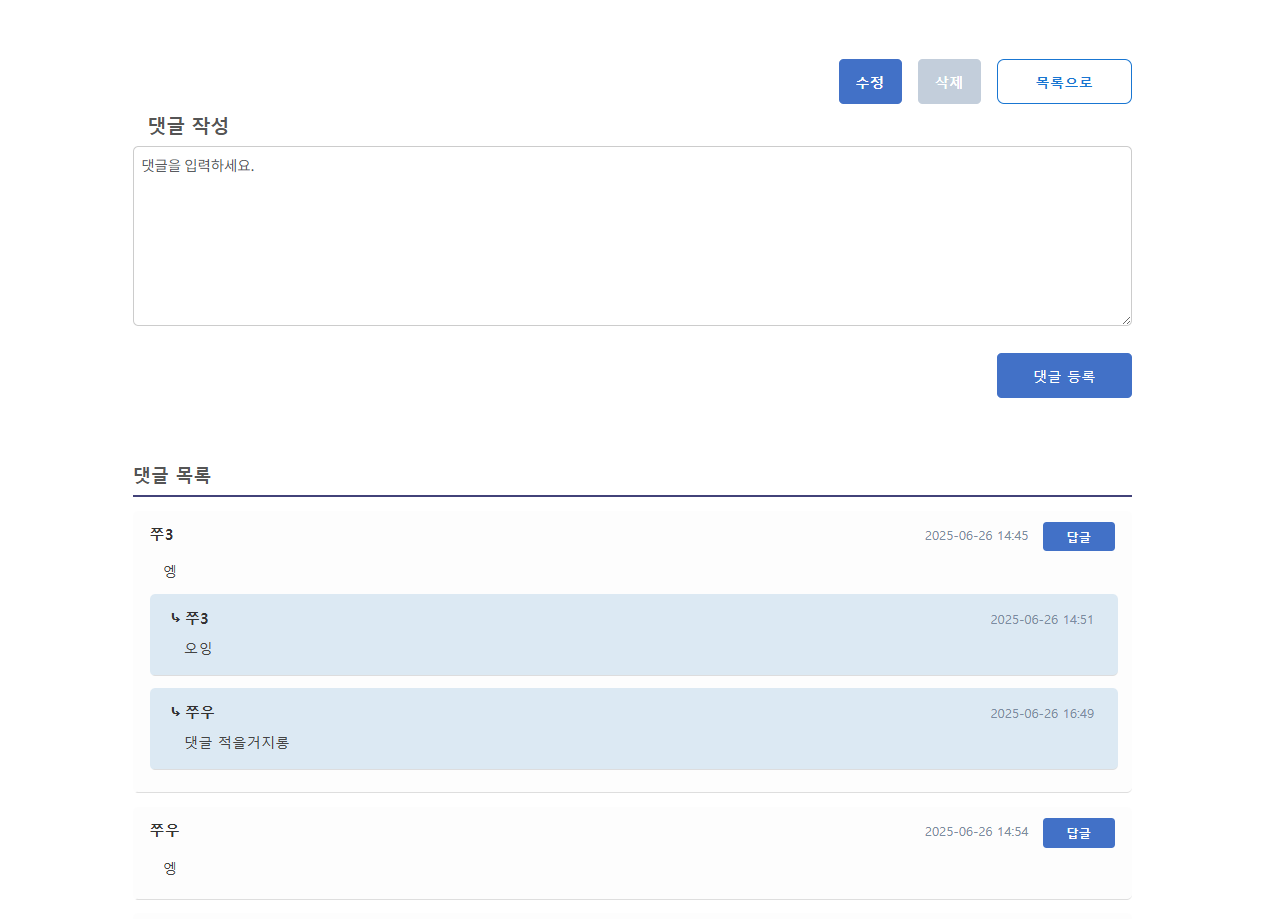 수정 삭제 목록으로
댓글 작성
댓글을 입력하세요.
댓글 등록
댓글 목록
쭈3 2025-06-26 14:45 답글
엥
↳ 쭈3 2025-06-26 14:51
오잉
↳ 쭈우 2025-06-26 16:49
댓글 적을거지롱
쭈우 2025-06-26 14:54 답글
엥